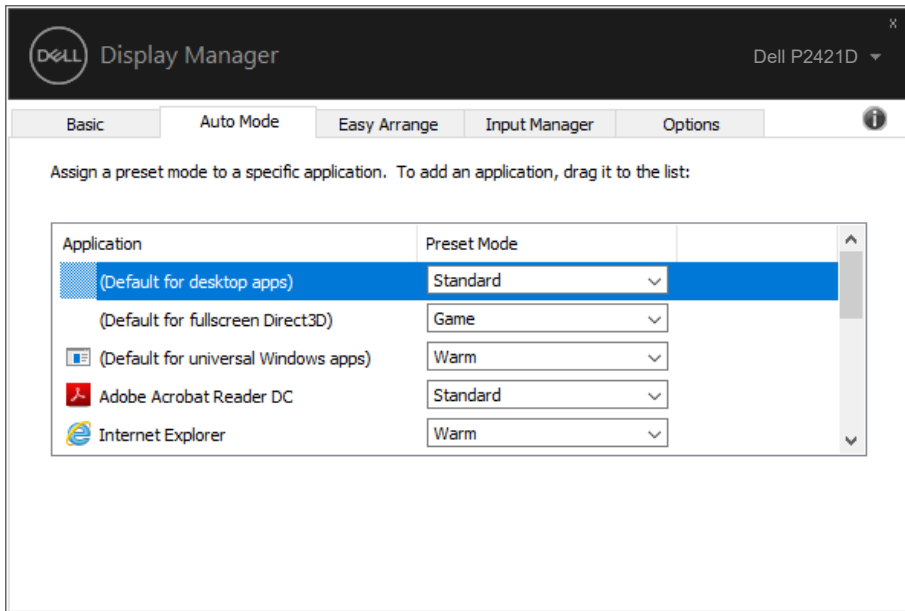 DELL Display Manager Dell P2421D x
Basic Auto Mode Easy Arrange Input Manager Options
Assign a preset mode to a specific application. To add an application, drag it to the list:
Application Preset Mode
(Default for desktop apps) Standard
(Default for fullscreen Direct3D) Game
(Default for universal Windows apps) Warm
Adobe Acrobat Reader DC Standard
Internet Explorer Warm